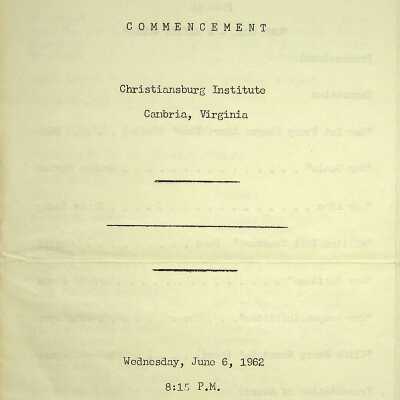 COMMENCEMENT
Christiansburg Institute
Cambria, Virginia
Wednesday, June 6, 1962
8:15 P.M.